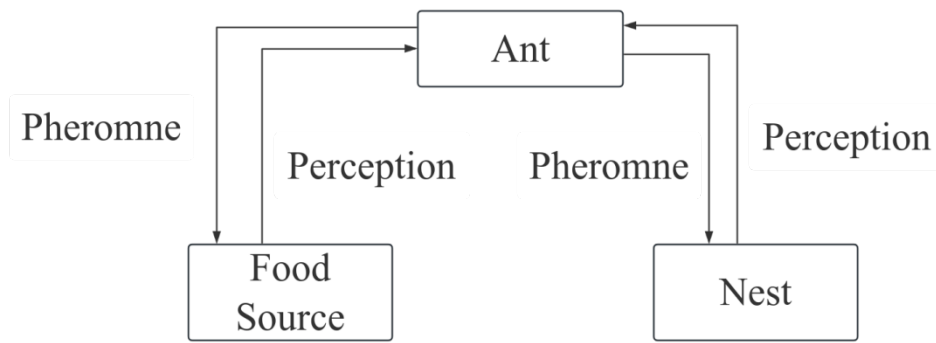 Ant
Pheromne
Perception
Pheromne
Perception
Food
Source
Nest